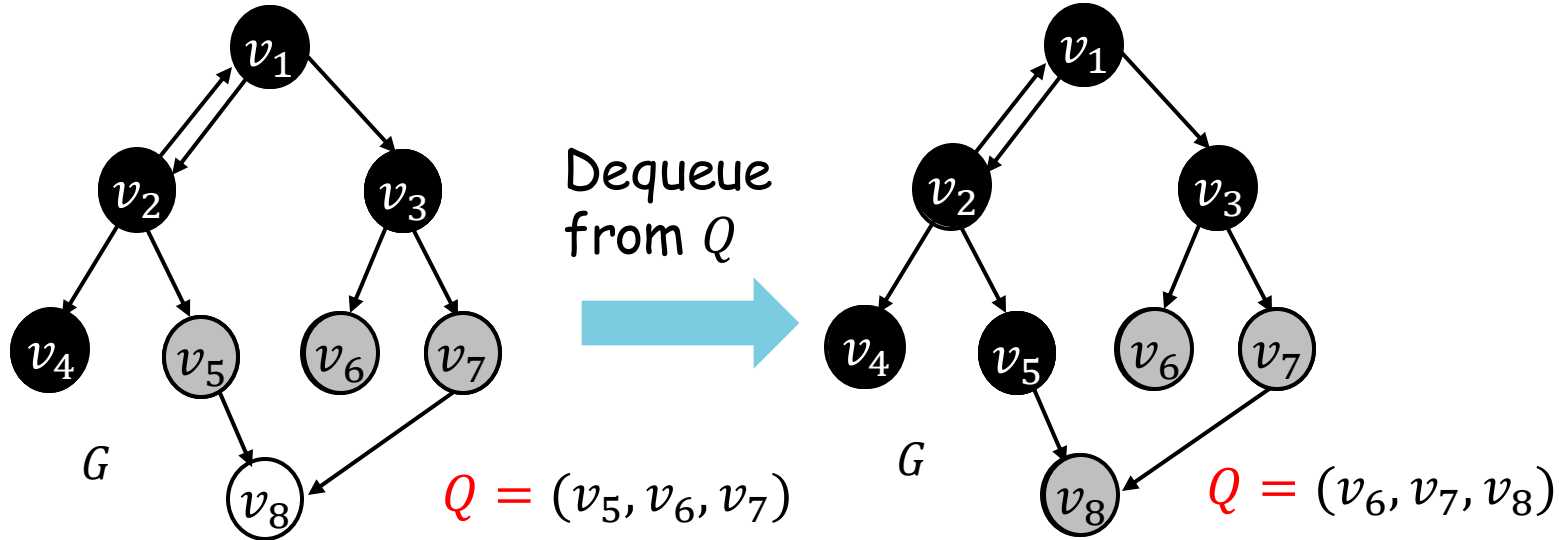 v₁
v₂ v₃
v₄ v₅ v₆ v₇
G
v₈
Q = (v₅, v₆, v₇)
Dequeue
from Q
v₁
v₂ v₃
v₄ v₅ v₆ v₇
G
v₈
Q = (v₆, v₇, v₈)